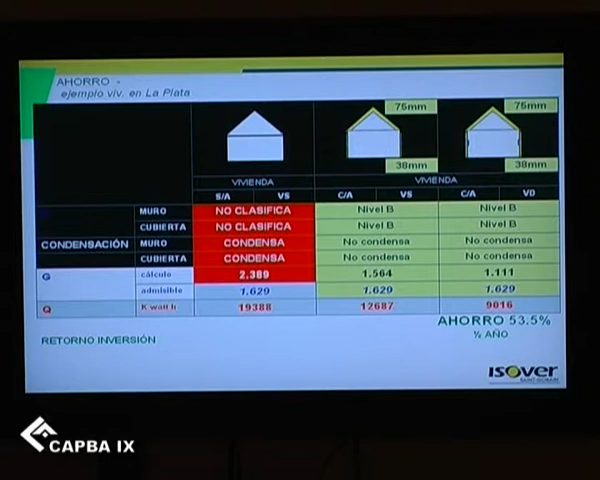 AHORRO -
ejemplo viv. en La Plata
75mm 75mm
38mm 38mm
VIVIENDA VIVIENDA
S/A VS C/A VS C/A VD
MURO NO CLASIFICA Nivel B Nivel B
CUBIERTA NO CLASIFICA Nivel B Nivel B
CONDENSACIÓN MURO CONDENSA No condensa No condensa
CUBIERTA CONDENSA No condensa No condensa
G cálculo 2.389 1.564 1.111
admisible 1.629 1.629 1.629
Q K watt h 19388 12687 9016
AHORRO 53.5%
½ AÑO
RETORNO INVERSIÓN
isover
SAINT-GOBAIN
CAPBA IX